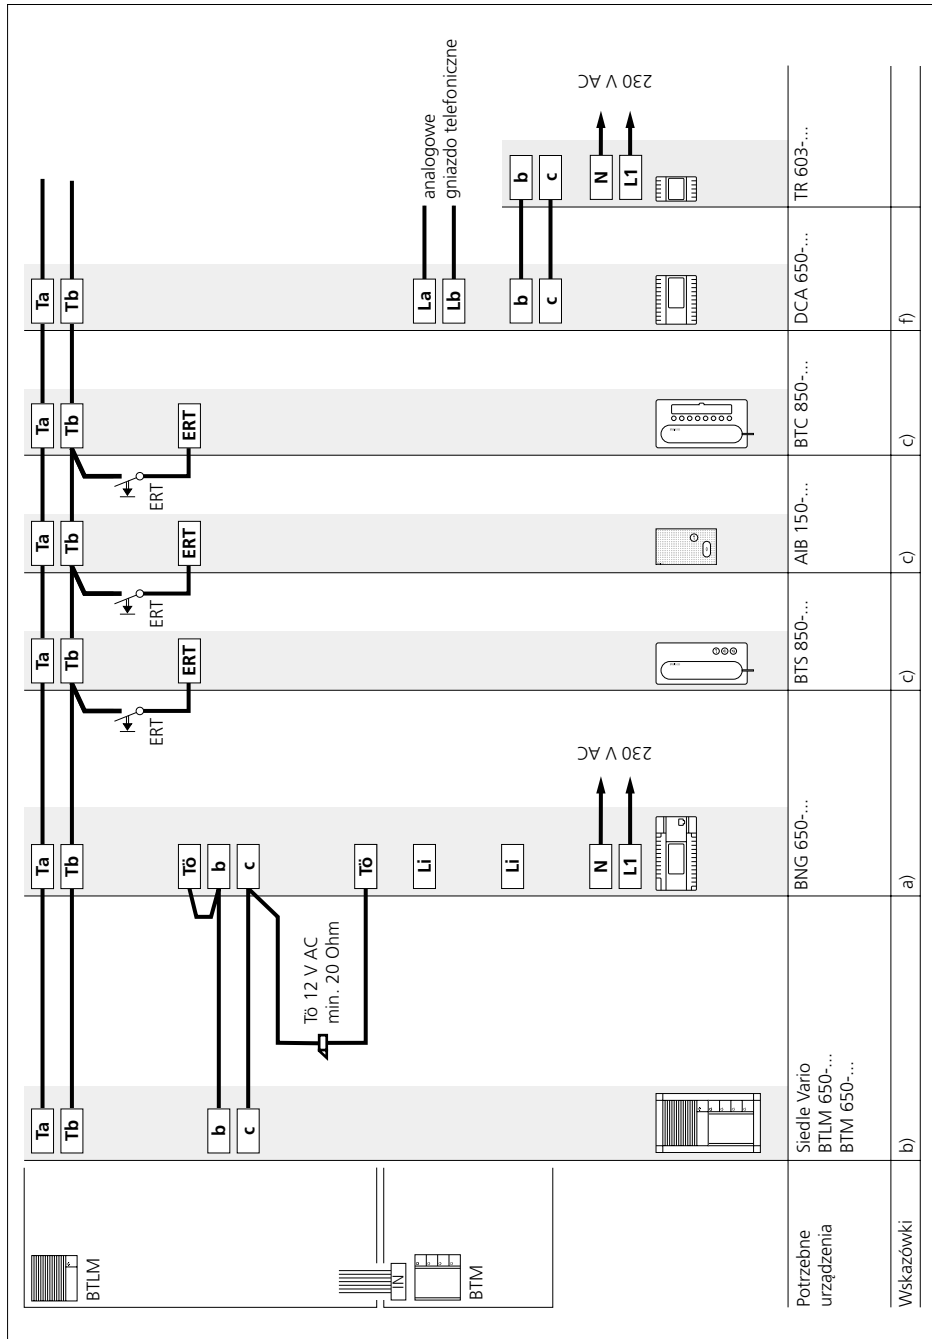 BTLM
IN
BTM
Potrzebne
urządzenia
Wskazówki
Ta
Tb
b
c
Siedle Vario
BTLM 650-...
BTM 650-...
b)
Tö 12 V AC
min. 20 Ohm
Ta
Tb
Tö
b
c
Tö
Li
Li
N
L1
230 V AC
BNG 650-...
a)
ERT
Ta
Tb
ERT
BTS 850-...
c)
ERT
Ta
Tb
ERT
AIB 150-...
c)
ERT
Ta
Tb
ERT
BTC 850-...
c)
Ta
Tb
La
Lb
analogowe
gniazdo telefoniczne
b
c
DCA 650-...
f)
b
c
N
L1
230 V AC
TR 603-...